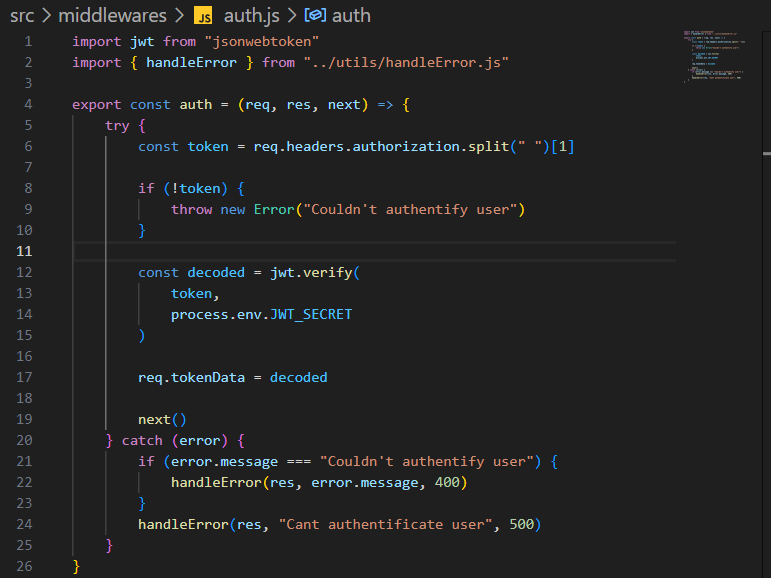 src > middlewares > JS auth.js > auth
1 import jwt from "jsonwebtoken"
2 import { handleError } from "../utils/handleError.js"
3
4 export const auth = (req, res, next) => {
5 try {
6 const token = req.headers.authorization.split(" ")[1]
7
8 if (!token) {
9 throw new Error("Couldn't authentify user")
10 }
11
12 const decoded = jwt.verify(
13 token,
14 process.env.JWT_SECRET
15 )
16
17 req.tokenData = decoded
18
19 next()
20 } catch (error) {
21 if (error.message === "Couldn't authentify user") {
22 handleError(res, error.message, 400)
23 }
24 handleError(res, "Cant authentificate user", 500)
25 }
26 }